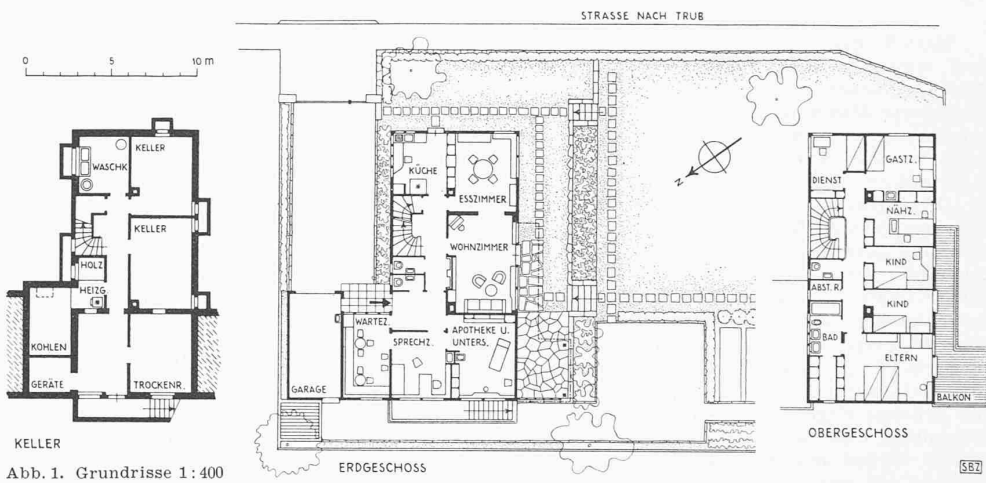 STRASSE NACH TRUB
0 5 10 m
WASCHK.
KELLER
KELLER
HOLZ
HEIZG.
KOHLEN
GERÄTE
TROCKENR.
KELLER
Abb. 1. Grundrisse 1:400
KÜCHE
ESSZIMMER
WOHNZIMMER
WARTEZ.
SPRECHZ.
APOTHEKE U.
UNTERS.
GARAGE
ERDGESCHOSS
N
DIENST
GASTZ.
NÄHZ.
KIND
ABST. R.
KIND
BAD
ELTERN
BALKON
OBERGESCHOSS
SBZ